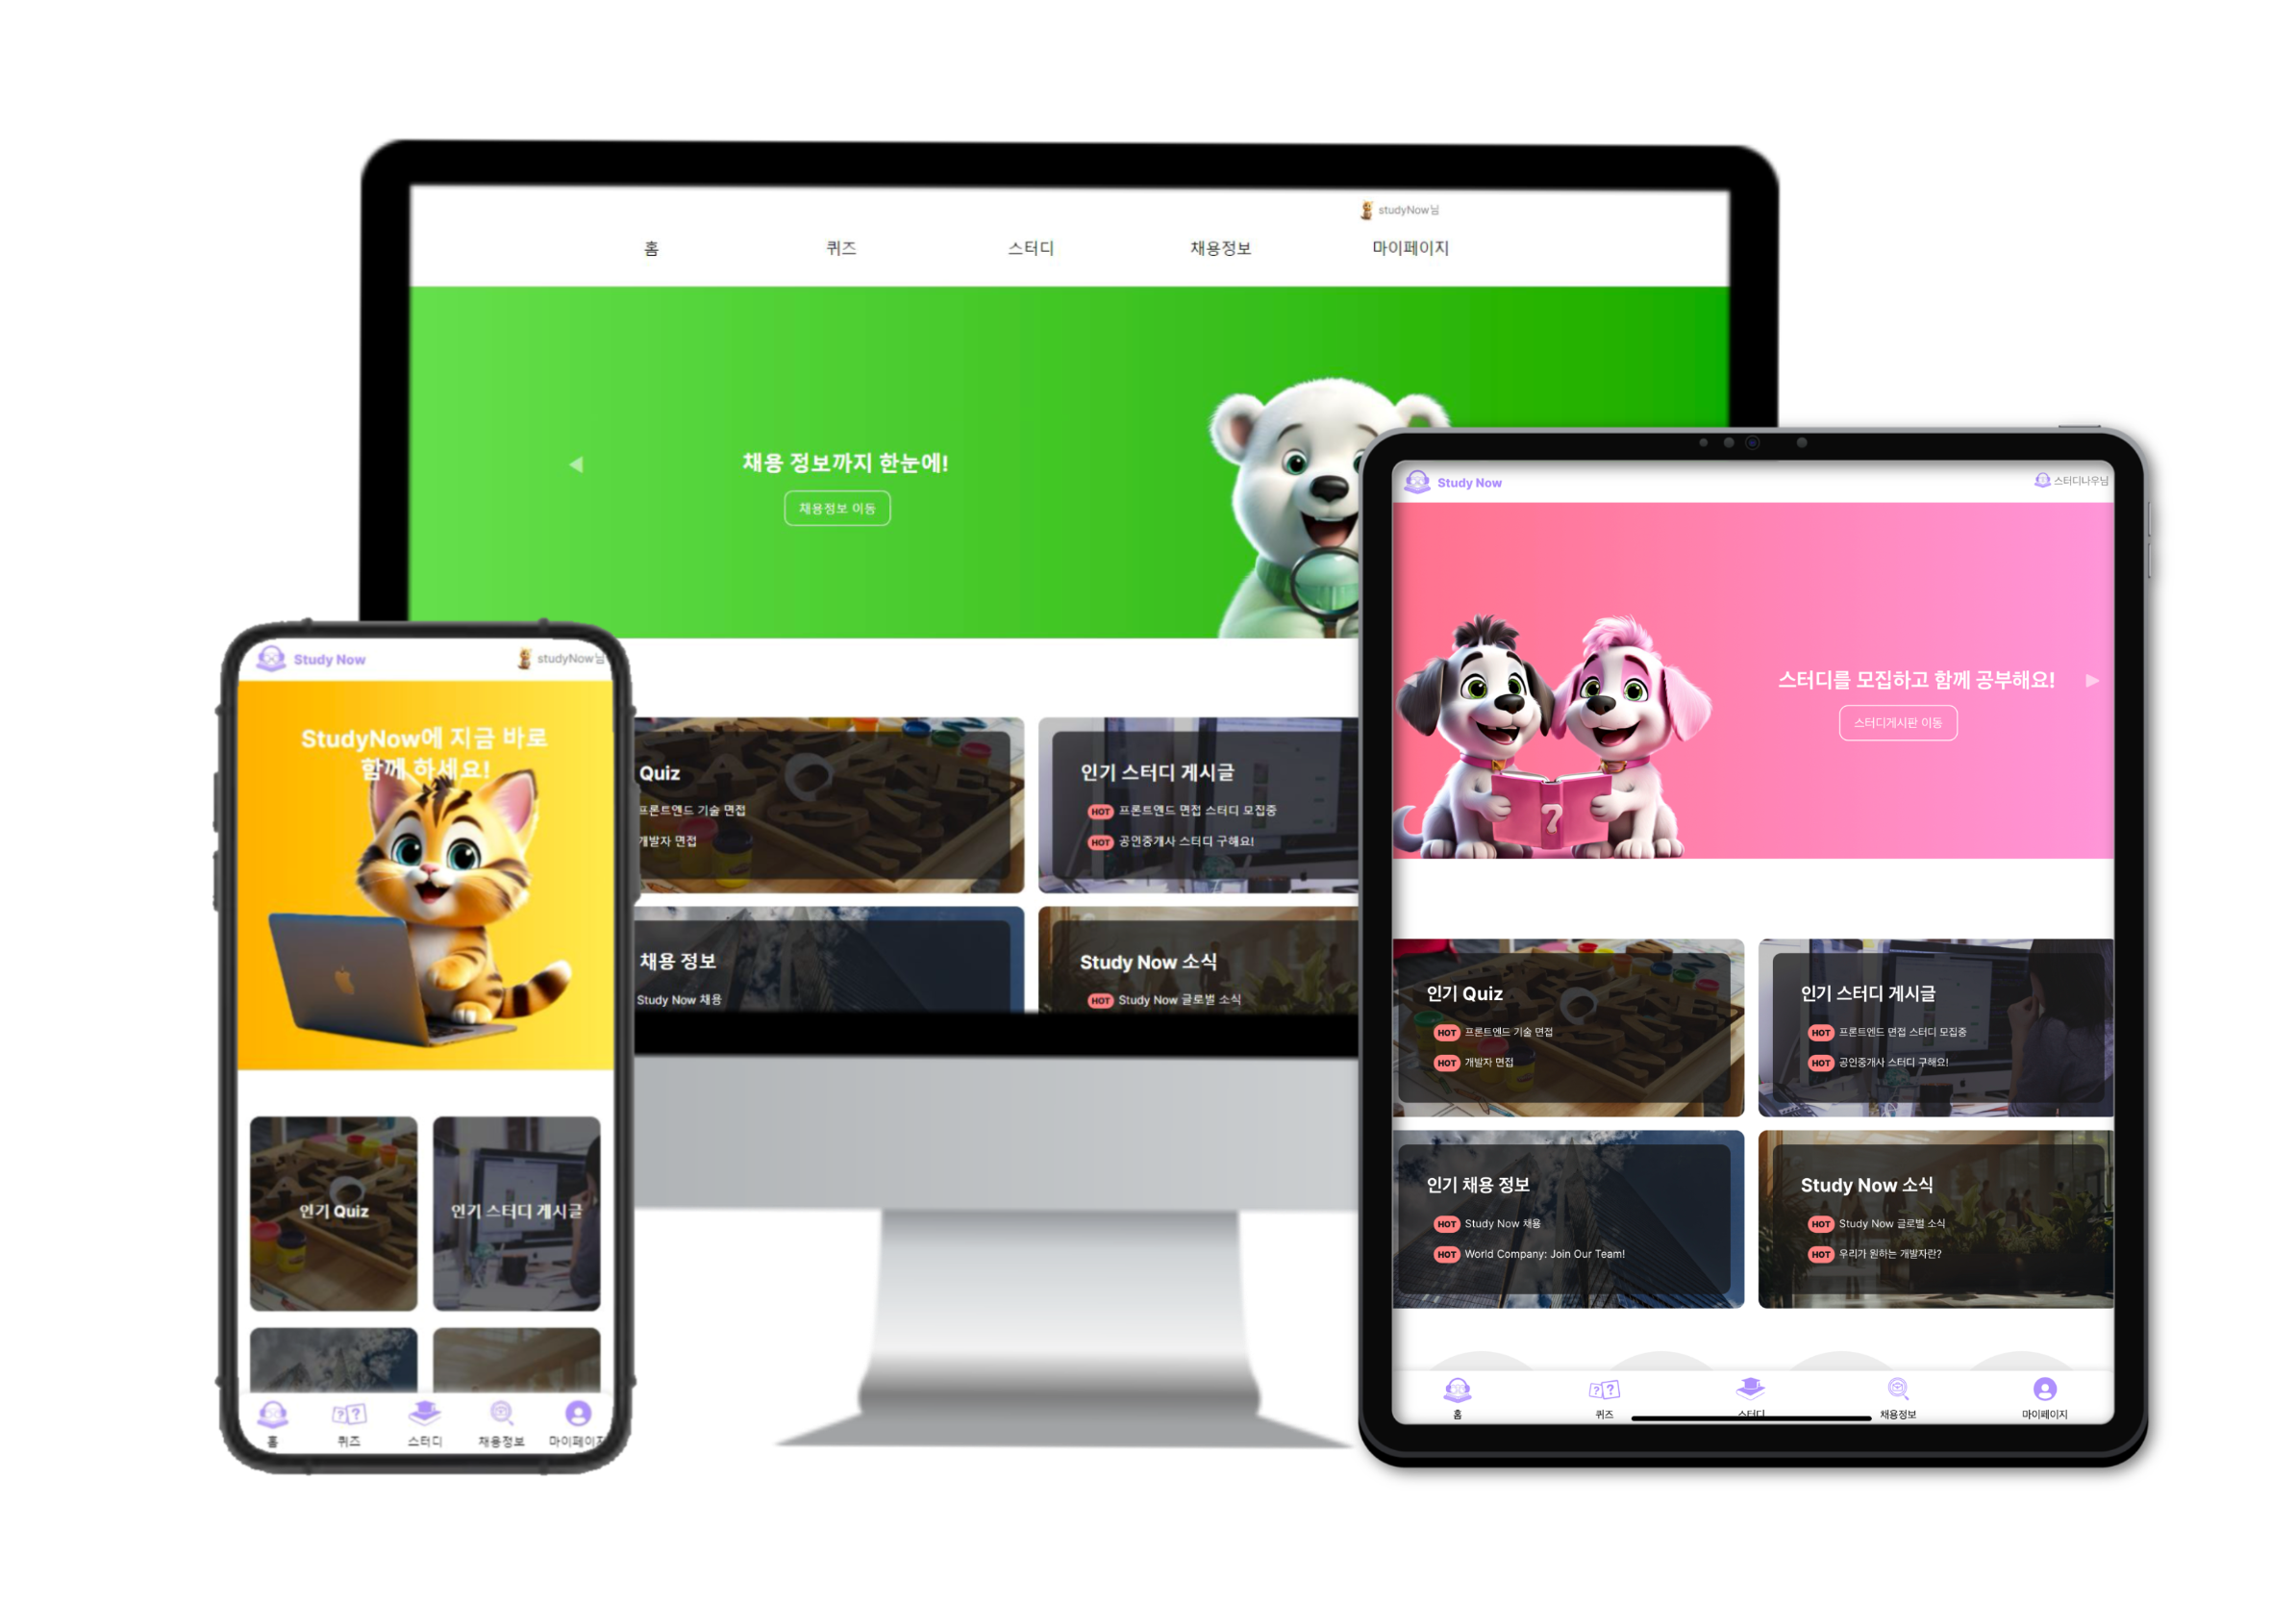 studyNow님
홈
퀴즈
스터디
채용정보
마이페이지
채용 정보까지 한눈에!
채용정보 이동
Quiz
프론트엔드 기술 면접
개발자 면접
인기 스터디 게시글
HOT 프론트엔드 면접 스터디 모집중
HOT 공인중개사 스터디 구해요!
채용 정보
Study Now 채용
Study Now 소식
HOT Study Now 글로벌 소식
Study Now
studyNow님
StudyNow에 지금 바로
함께 하세요!
인기 Quiz
인기 스터디 게시글
홈
퀴즈
스터디
채용정보
마이페이지
Study Now
스터디나우님
스터디를 모집하고 함께 공부해요!
스터디게시판 이동
?
인기 Quiz
HOT 프론트엔드 기술 면접
HOT 개발자 면접
인기 스터디 게시글
HOT 프론트엔드 면접 스터디 모집중
HOT 공인중개사 스터디 구해요!
인기 채용 정보
HOT Study Now 채용
HOT World Company: Join Our Team!
Study Now 소식
HOT Study Now 글로벌 소식
HOT 우리가 원하는 개발자란?
홈
퀴즈
스터디
채용정보
마이페이지